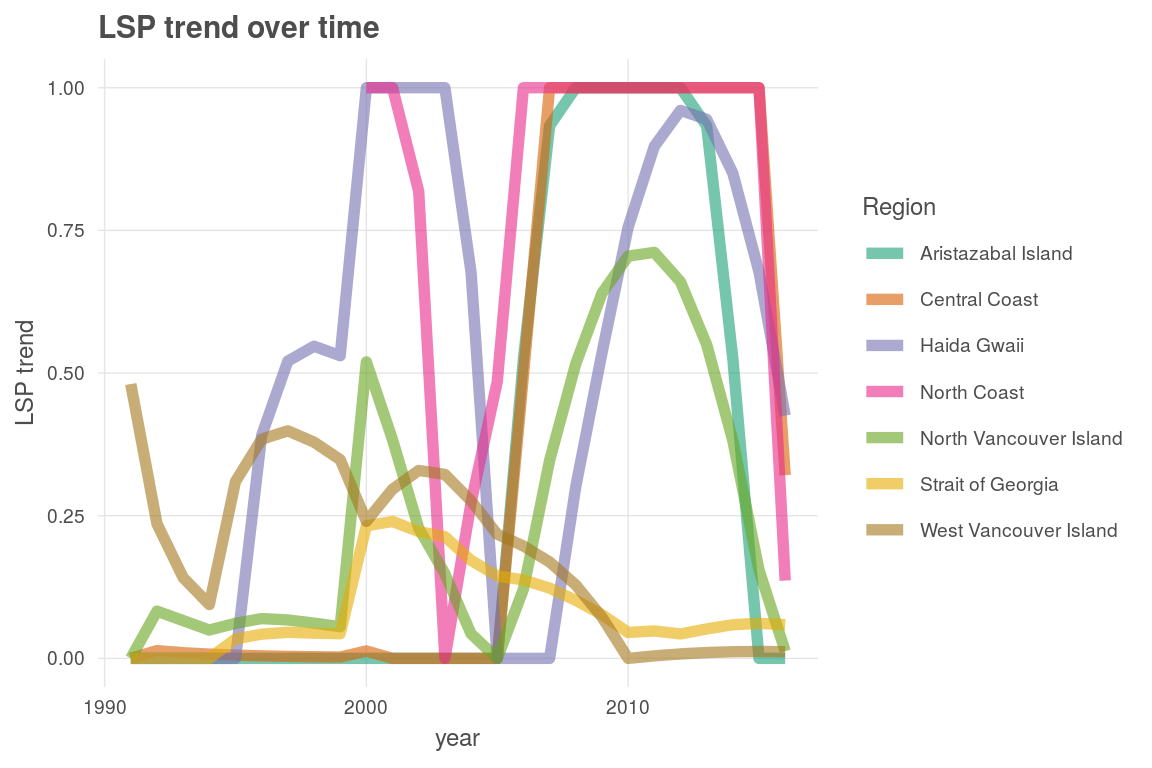 LSP trend over time
1.00
0.75
0.50
0.25
0.00
LSP trend
1990
2000
2010
year
Region
Aristazabal Island
Central Coast
Haida Gwaii
North Coast
North Vancouver Island
Strait of Georgia
West Vancouver Island